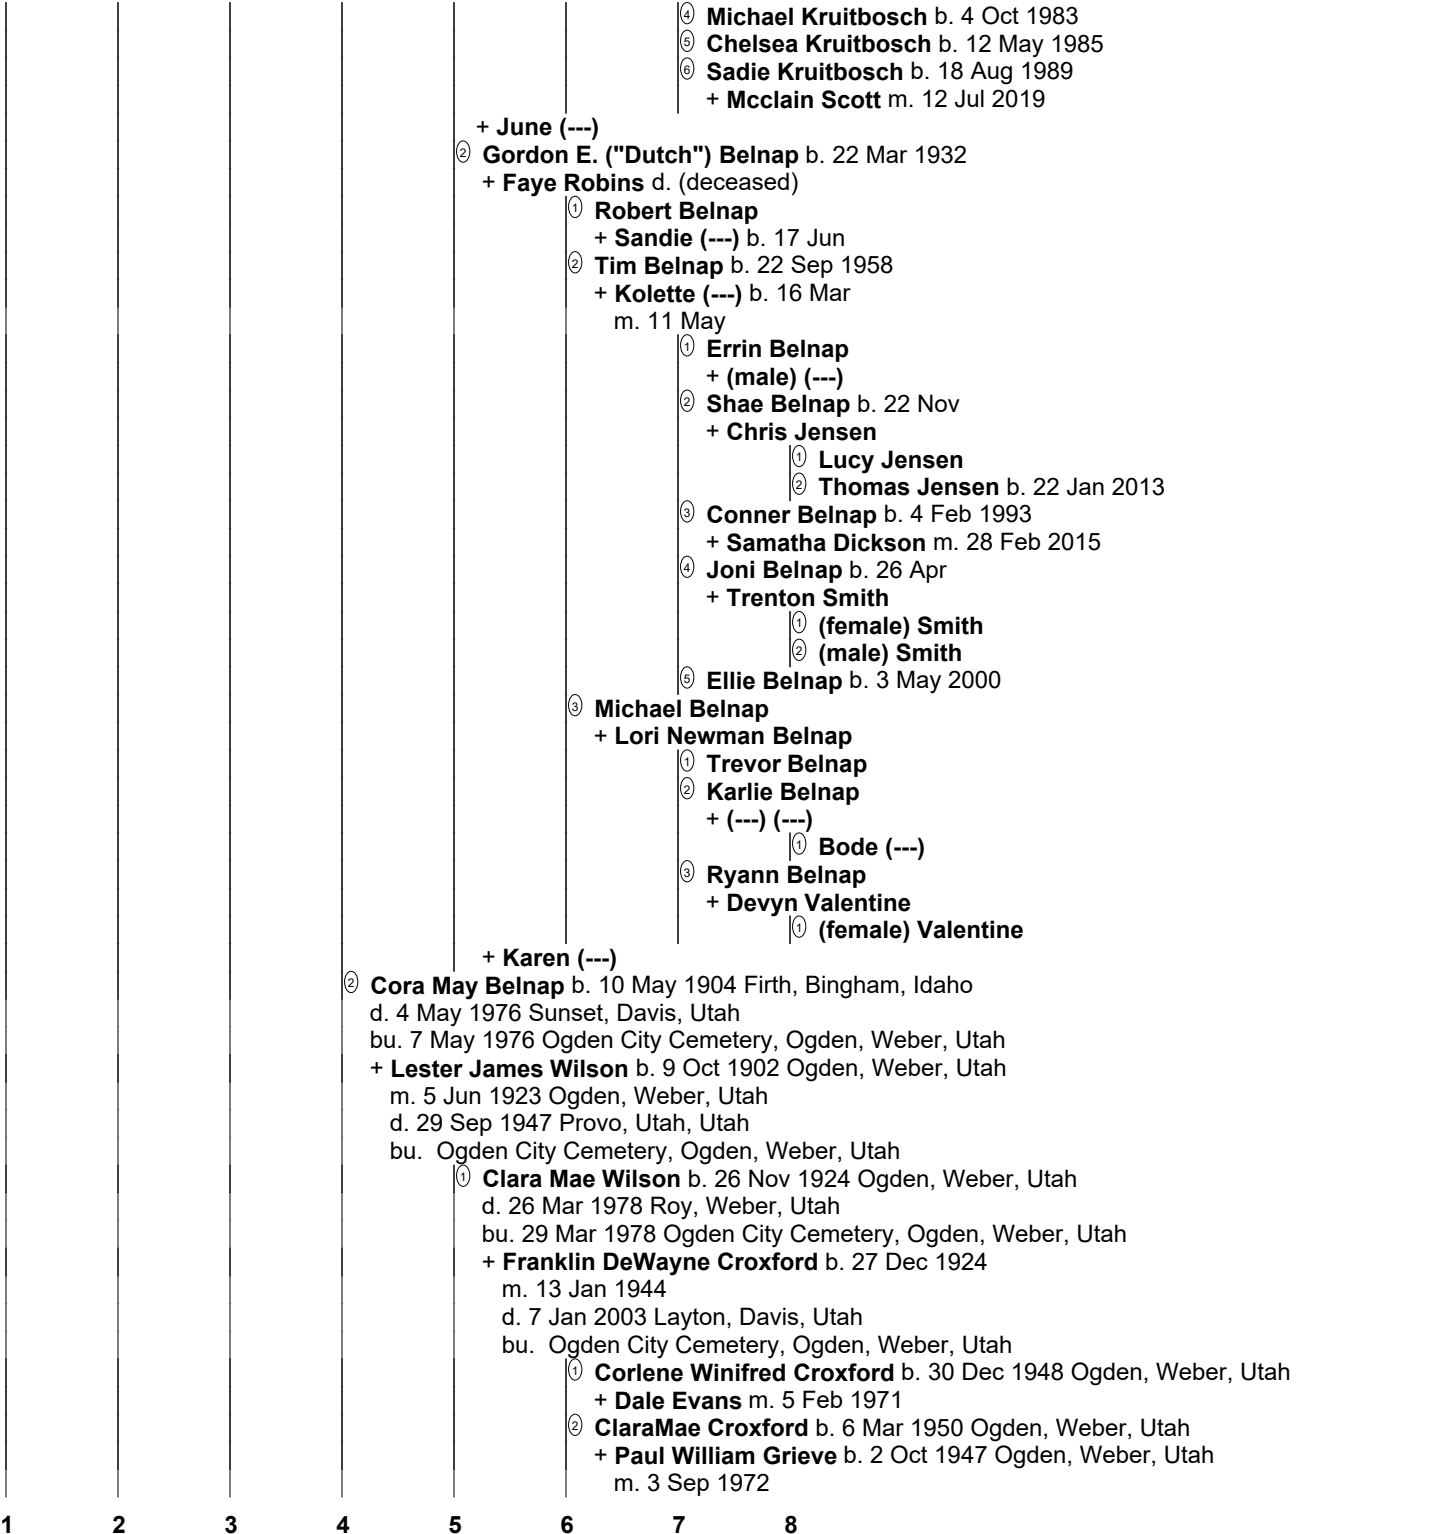 ④ Michael Kruitbosch b. 4 Oct 1983
⑤ Chelsea Kruitbosch b. 12 May 1985
⑥ Sadie Kruitbosch b. 18 Aug 1989
+ Mcclain Scott m. 12 Jul 2019
+ June (---)
② Gordon E. ("Dutch") Belnap b. 22 Mar 1932
+ Faye Robins d. (deceased)
① Robert Belnap
+ Sandie (---) b. 17 Jun
② Tim Belnap b. 22 Sep 1958
+ Kolette (---) b. 16 Mar
m. 11 May
① Errin Belnap
+ (male) (---)
② Shae Belnap b. 22 Nov
+ Chris Jensen
① Lucy Jensen
② Thomas Jensen b. 22 Jan 2013
③ Conner Belnap b. 4 Feb 1993
+ Samatha Dickson m. 28 Feb 2015
④ Joni Belnap b. 26 Apr
+ Trenton Smith
① (female) Smith
② (male) Smith
⑤ Ellie Belnap b. 3 May 2000
③ Michael Belnap
+ Lori Newman Belnap
① Trevor Belnap
② Karlie Belnap
+ (---) (---)
① Bode (---)
③ Ryann Belnap
+ Devyn Valentine
① (female) Valentine
+ Karen (---)
② Cora May Belnap b. 10 May 1904 Firth, Bingham, Idaho
d. 4 May 1976 Sunset, Davis, Utah
bu. 7 May 1976 Ogden City Cemetery, Ogden, Weber, Utah
+ Lester James Wilson b. 9 Oct 1902 Ogden, Weber, Utah
m. 5 Jun 1923 Ogden, Weber, Utah
d. 29 Sep 1947 Provo, Utah, Utah
bu. Ogden City Cemetery, Ogden, Weber, Utah
① Clara Mae Wilson b. 26 Nov 1924 Ogden, Weber, Utah
d. 26 Mar 1978 Roy, Weber, Utah
bu. 29 Mar 1978 Ogden City Cemetery, Ogden, Weber, Utah
+ Franklin DeWayne Croxford b. 27 Dec 1924
m. 13 Jan 1944
d. 7 Jan 2003 Layton, Davis, Utah
bu. Ogden City Cemetery, Ogden, Weber, Utah
① Corlene Winifred Croxford b. 30 Dec 1948 Ogden, Weber, Utah
+ Dale Evans m. 5 Feb 1971
② ClaraMae Croxford b. 6 Mar 1950 Ogden, Weber, Utah
+ Paul William Grieve b. 2 Oct 1947 Ogden, Weber, Utah
m. 3 Sep 1972
1 2 3 4 5 6 7 8